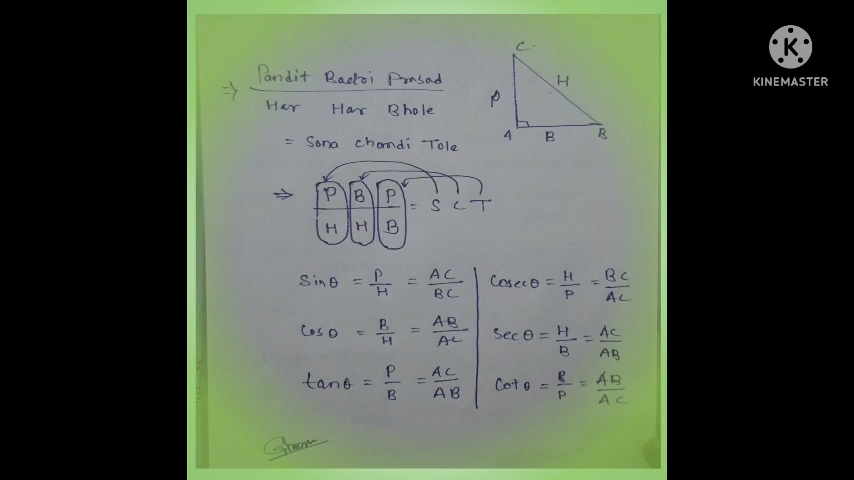 ⇒ Pandit Badri Prasad
Har Har Bhole
= Sona chandi Tole
C
P
H
A
B
B
KINEMASTER
⇒ P B P
H H B
= S C T
Sinθ = P/H = AC/BC
Cosθ = B/H = AB/AC
tanθ = P/B = AC/AB
Cosecθ = H/P = BC/AC
Secθ = H/B = AC/AB
Cotθ = B/P = AB/AC